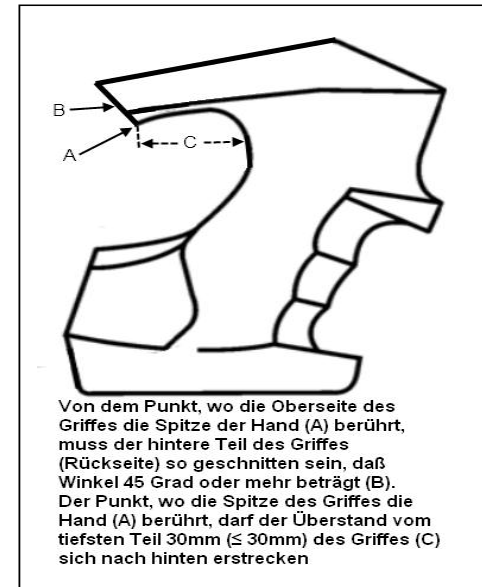 B
A
C
Von dem Punkt, wo die Oberseite des
Griffes die Spitze der Hand (A) berührt,
muss der hintere Teil des Griffes
(Rückseite) so geschnitten sein, daß
Winkel 45 Grad oder mehr beträgt (B).
Der Punkt, wo die Spitze des Griffes die
Hand (A) berührt, darf der Überstand vom
tiefsten Teil 30mm (≤ 30mm) des Griffes (C)
sich nach hinten erstrecken